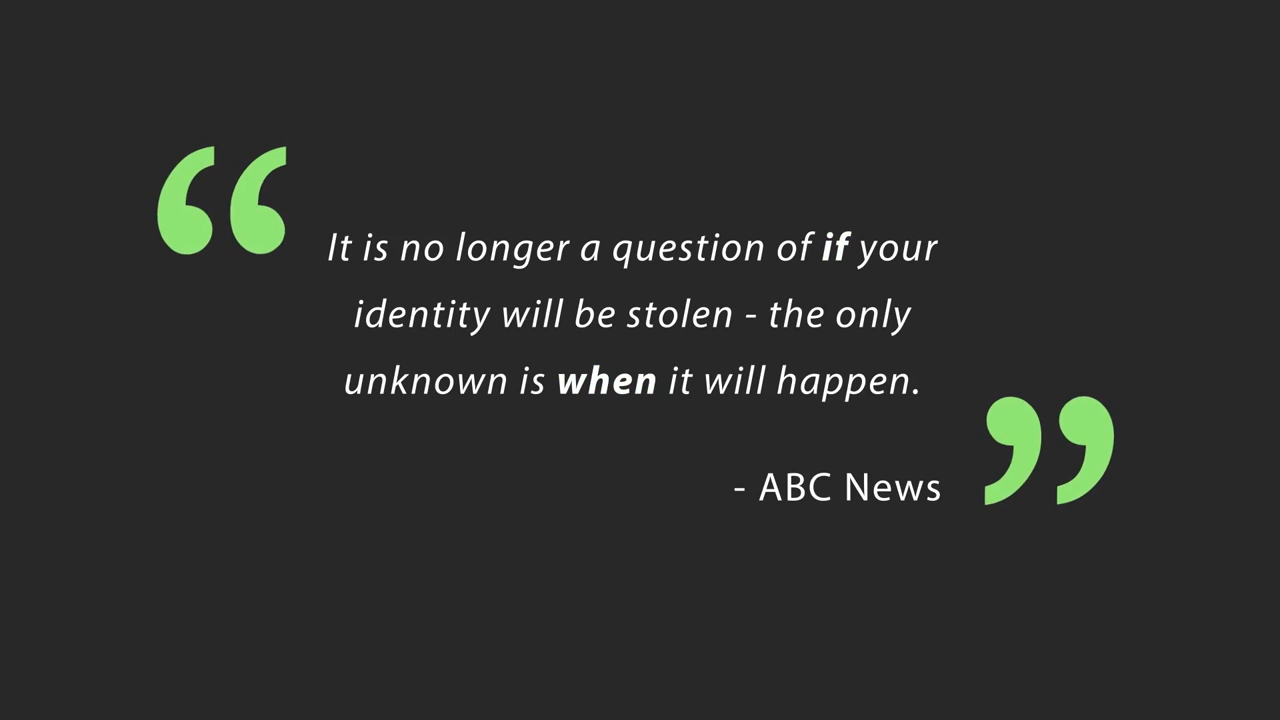 “
It is no longer a question of if your
identity will be stolen - the only
unknown is when it will happen.
”
- ABC News